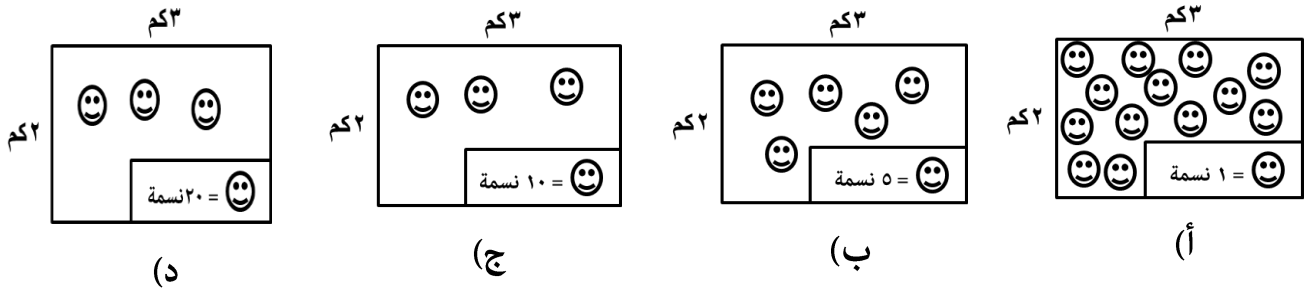 ٣كم
٢كم
= ١ نسمة
أ)
٣كم
٢كم
= ٥ نسمة
ب)
٣كم
٢كم
= ١٠ نسمة
ج)
٣كم
٢كم
= ٢٠نسمة
د)